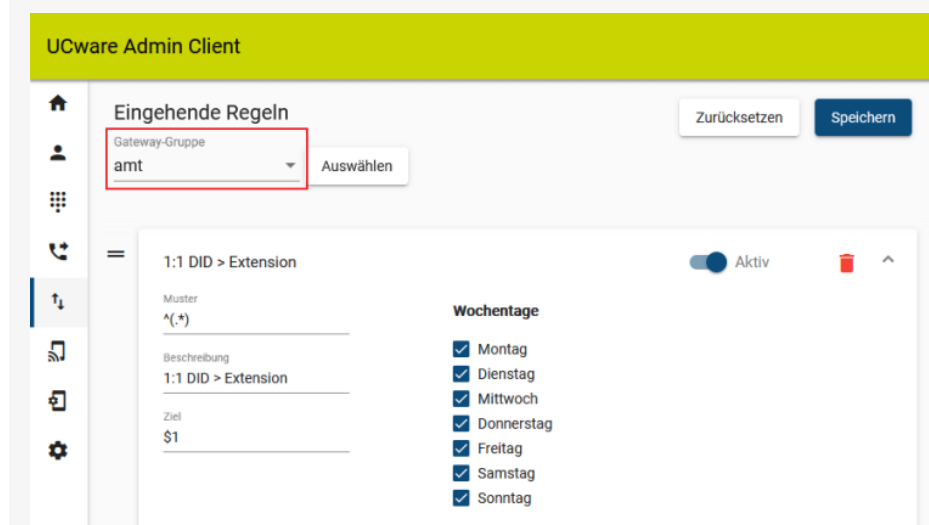 UCware Admin Client
Eingehende Regeln
Zurücksetzen
Speichern
Gateway-Gruppe
amt
Auswählen
1:1 DID > Extension
Aktiv
Muster
^(.*)
Beschreibung
1:1 DID > Extension
Ziel
$1
Wochentage
Montag
Dienstag
Mittwoch
Donnerstag
Freitag
Samstag
Sonntag